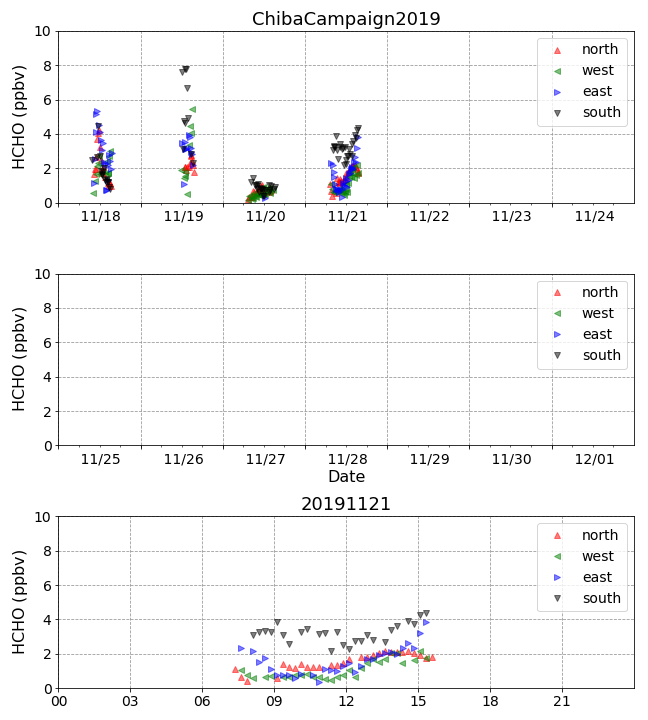 ChibaCampaign2019
HCHO (ppbv)
10
8
6
4
2
0
north
west
east
south
11/18 11/19 11/20 11/21 11/22 11/23 11/24
HCHO (ppbv)
10
8
6
4
2
0
north
west
east
south
11/25 11/26 11/27 11/28 11/29 11/30 12/01
Date
20191121
HCHO (ppbv)
10
8
6
4
2
0
north
west
east
south
00 03 06 09 12 15 18 21